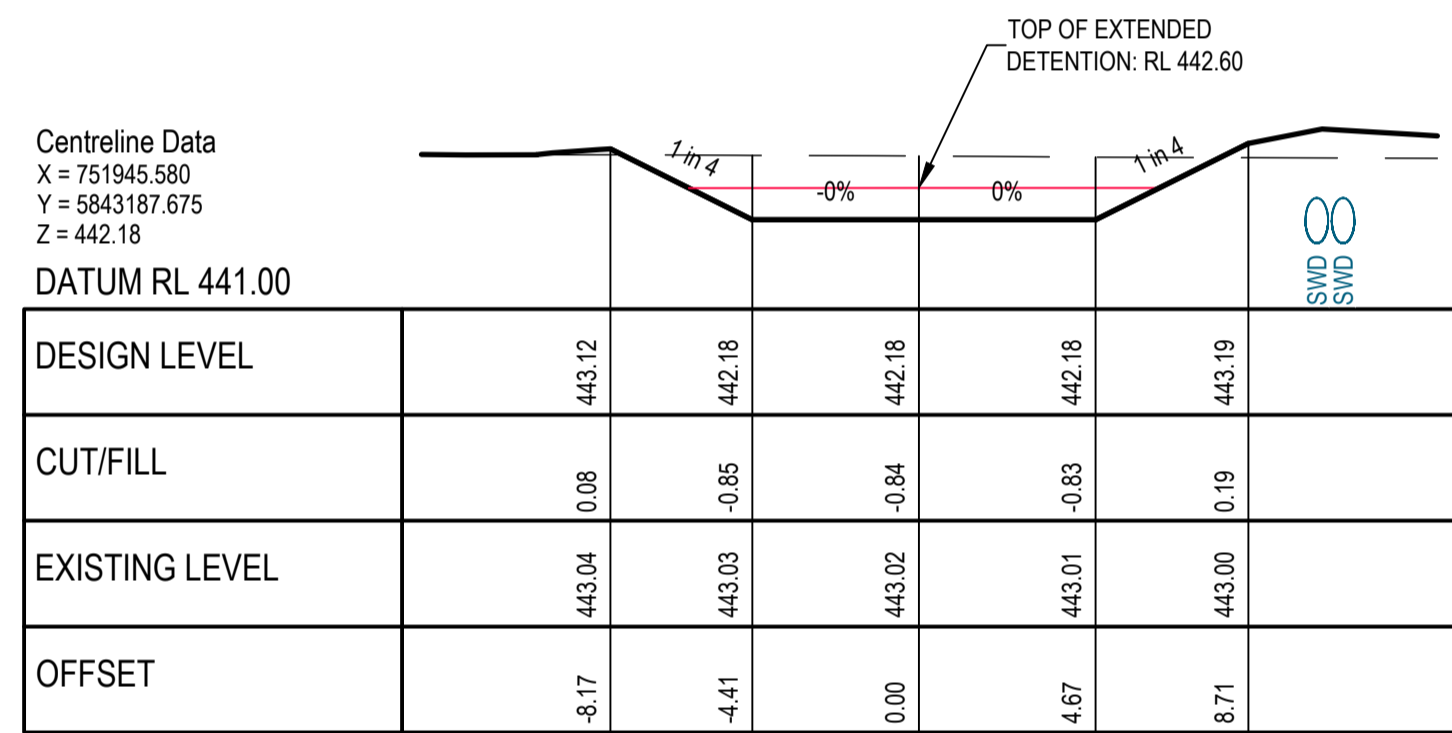 TOP OF EXTENDED
DETENTION: RL 442.60
Centreline Data
X = 751945.580
Y = 5843187.675
Z = 442.18
DATUM RL 441.00
1 in 4
-0%
0%
1 in 4
SWD
SWD
DESIGN LEVEL 443.12 442.18 442.18 442.18 443.19
CUT/FILL 0.08 -0.85 -0.84 -0.83 0.19
EXISTING LEVEL 443.04 443.03 443.02 443.01 443.00
OFFSET -8.17 -4.41 0.00 4.67 8.71